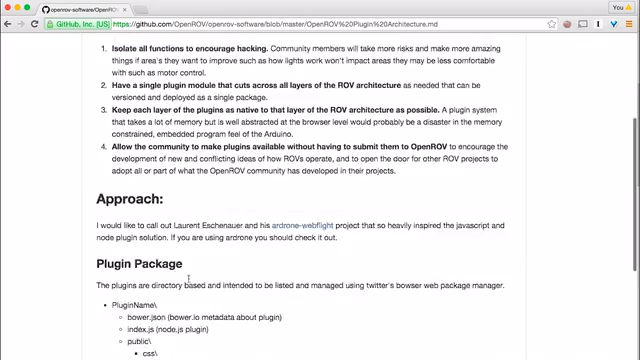 openrov-software/OpenROV
You
GitHub, Inc. [US] https://github.com/OpenROV/openrov-software/blob/master/OpenROV%20Plugin%20Architecture.md
1. Isolate all functions to encourage hacking. Community members will take more risks and make more amazing
things if area's they want to improve such as how lights work won't impact areas they may be less comfortable
with such as motor control.
2. Have a single plugin module that cuts across all layers of the ROV architecture as needed that can be
versioned and deployed as a single package.
3. Keep each layer of the plugins as native to that layer of the ROV architecture as possible. A plugin system
that takes a lot of memory but is well abstracted at the browser level would probably be a disaster in the memory
constrained, embedded program feel of the Arduino.
4. Allow the community to make plugins available without having to submit them to OpenROV to encourage the
development of new and conflicting ideas of how ROVs operate, and to open the door for other ROV projects to
adopt all or part of what the OpenROV community has developed in their projects.
Approach:
I would like to call out Laurent Eschenauer and his ardrone-webflight project that so heavily inspired the javascript and
node plugin solution. If you are using ardrone you should check it out.
Plugin Package
The plugins are directory based and intended to be listed and managed using twitter's bowser web package manager.
• PluginName\
◦ bower.json (bower.io metadata about plugin)
◦ index.js (node.js plugin)
◦ public\
▪ css\